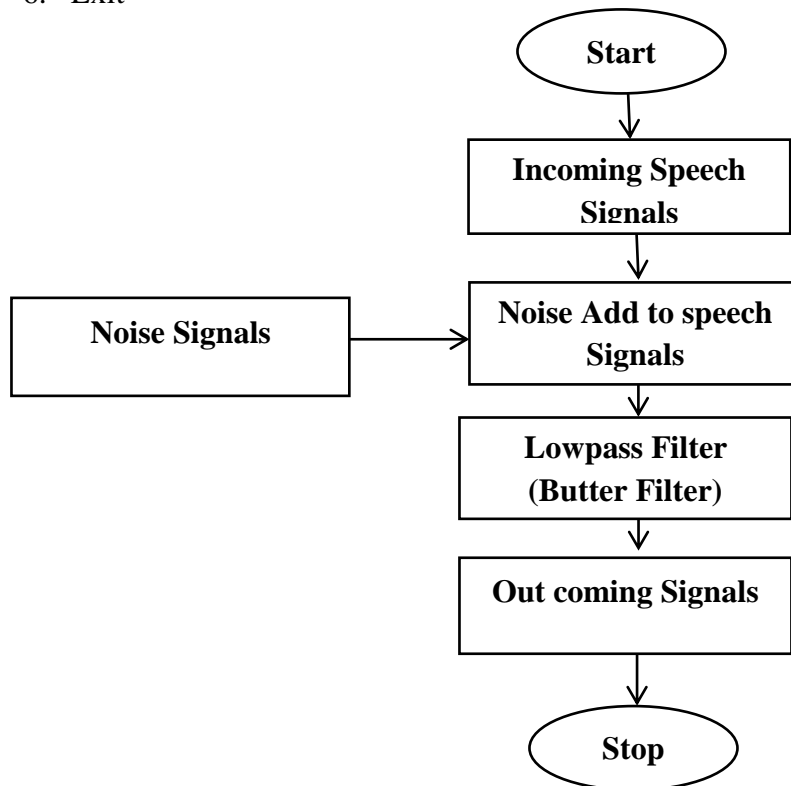 Start
Incoming Speech
Signals
Noise Signals
Noise Add to speech
Signals
Lowpass Filter
(Butter Filter)
Out coming Signals
Stop